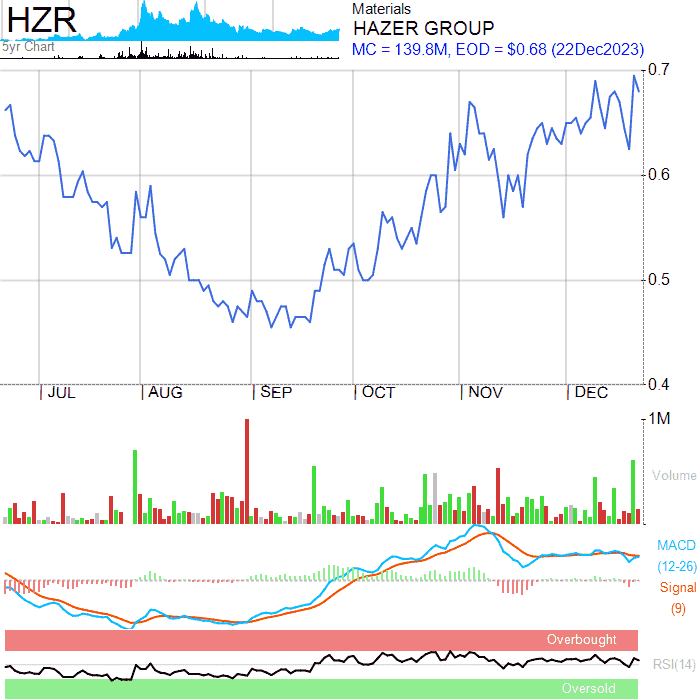 HZR
5yr Chart
Materials
HAZER GROUP
MC = 139.8M, EOD = $0.68 (22Dec2023)
0.7
0.6
0.5
0.4
JUL
AUG
SEP
OCT
NOV
DEC
1M
Volume
MACD
(12-26)
Signal
(9)
Overbought
RSI(14)
Oversold